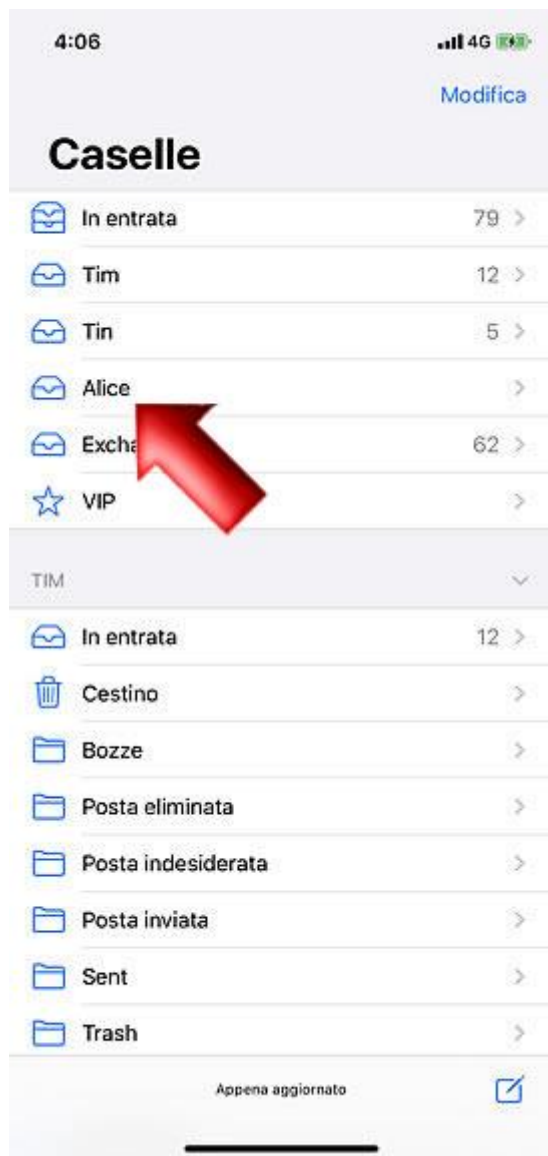 4:06 4G
Modifica
Caselle
In entrata 79
Tim 12
Tin 5
Alice
Excha 62
VIP
TIM
In entrata 12
Cestino
Bozze
Posta eliminata
Posta indesiderata
Posta inviata
Sent
Trash
Appena aggiornato